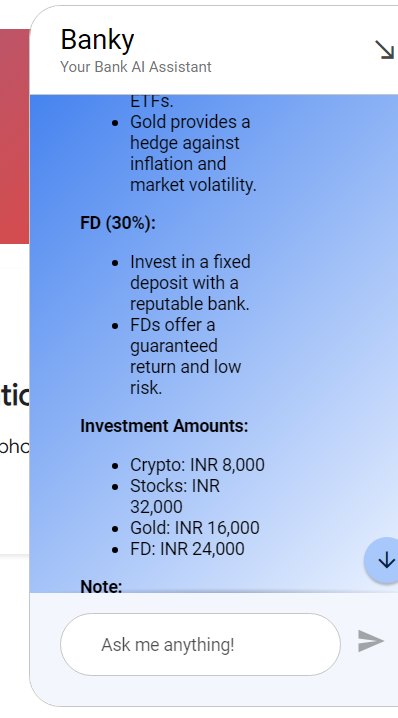 Banky
Your Bank AI Assistant
ETFs.
• Gold provides a
hedge against
inflation and
market volatility.
FD (30%):
• Invest in a fixed
deposit with a
reputable bank.
• FDs offer a
guaranteed
return and low
risk.
Investment Amounts:
• Crypto: INR 8,000
• Stocks: INR
32,000
• Gold: INR 16,000
• FD: INR 24,000
Note:
Ask me anything!